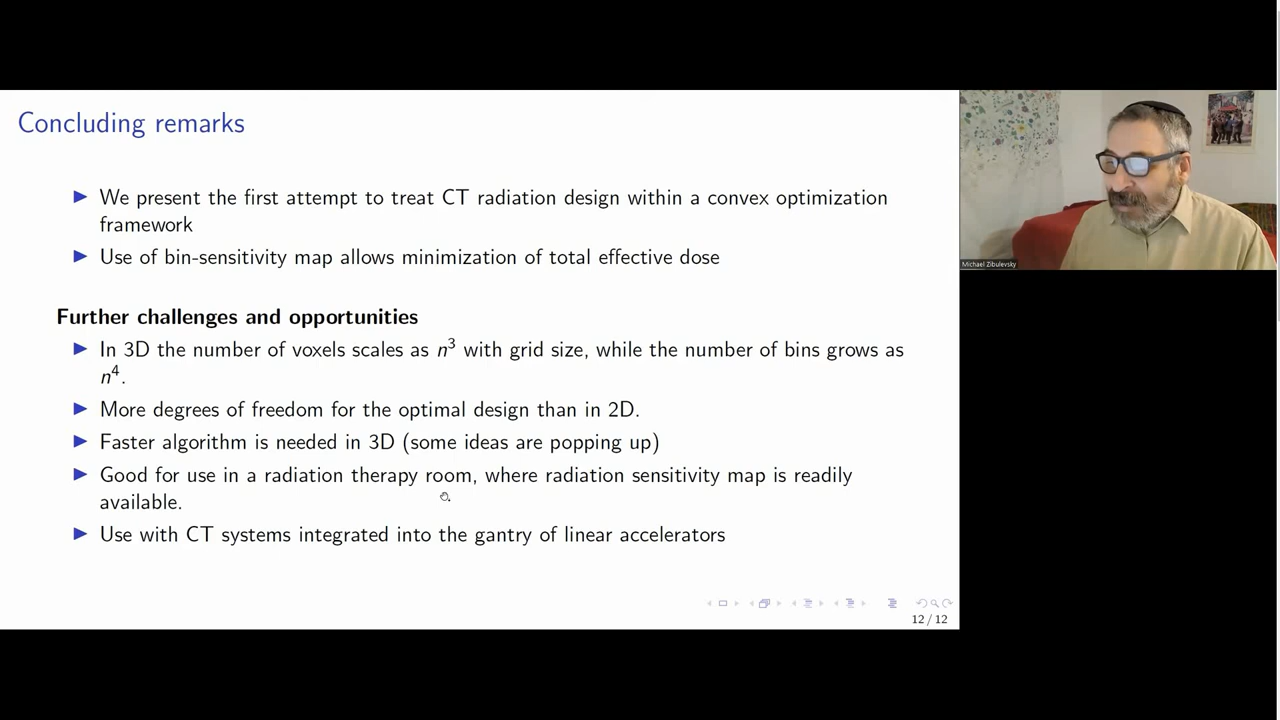 Concluding remarks
▶ We present the first attempt to treat CT radiation design within a convex optimization
framework
▶ Use of bin-sensitivity map allows minimization of total effective dose
Further challenges and opportunities
▶ In 3D the number of voxels scales as n³ with grid size, while the number of bins grows as
n⁴.
▶ More degrees of freedom for the optimal design than in 2D.
▶ Faster algorithm is needed in 3D (some ideas are popping up)
▶ Good for use in a radiation therapy room, where radiation sensitivity map is readily
available.
▶ Use with CT systems integrated into the gantry of linear accelerators
12 / 12
Michael Zibulevsky